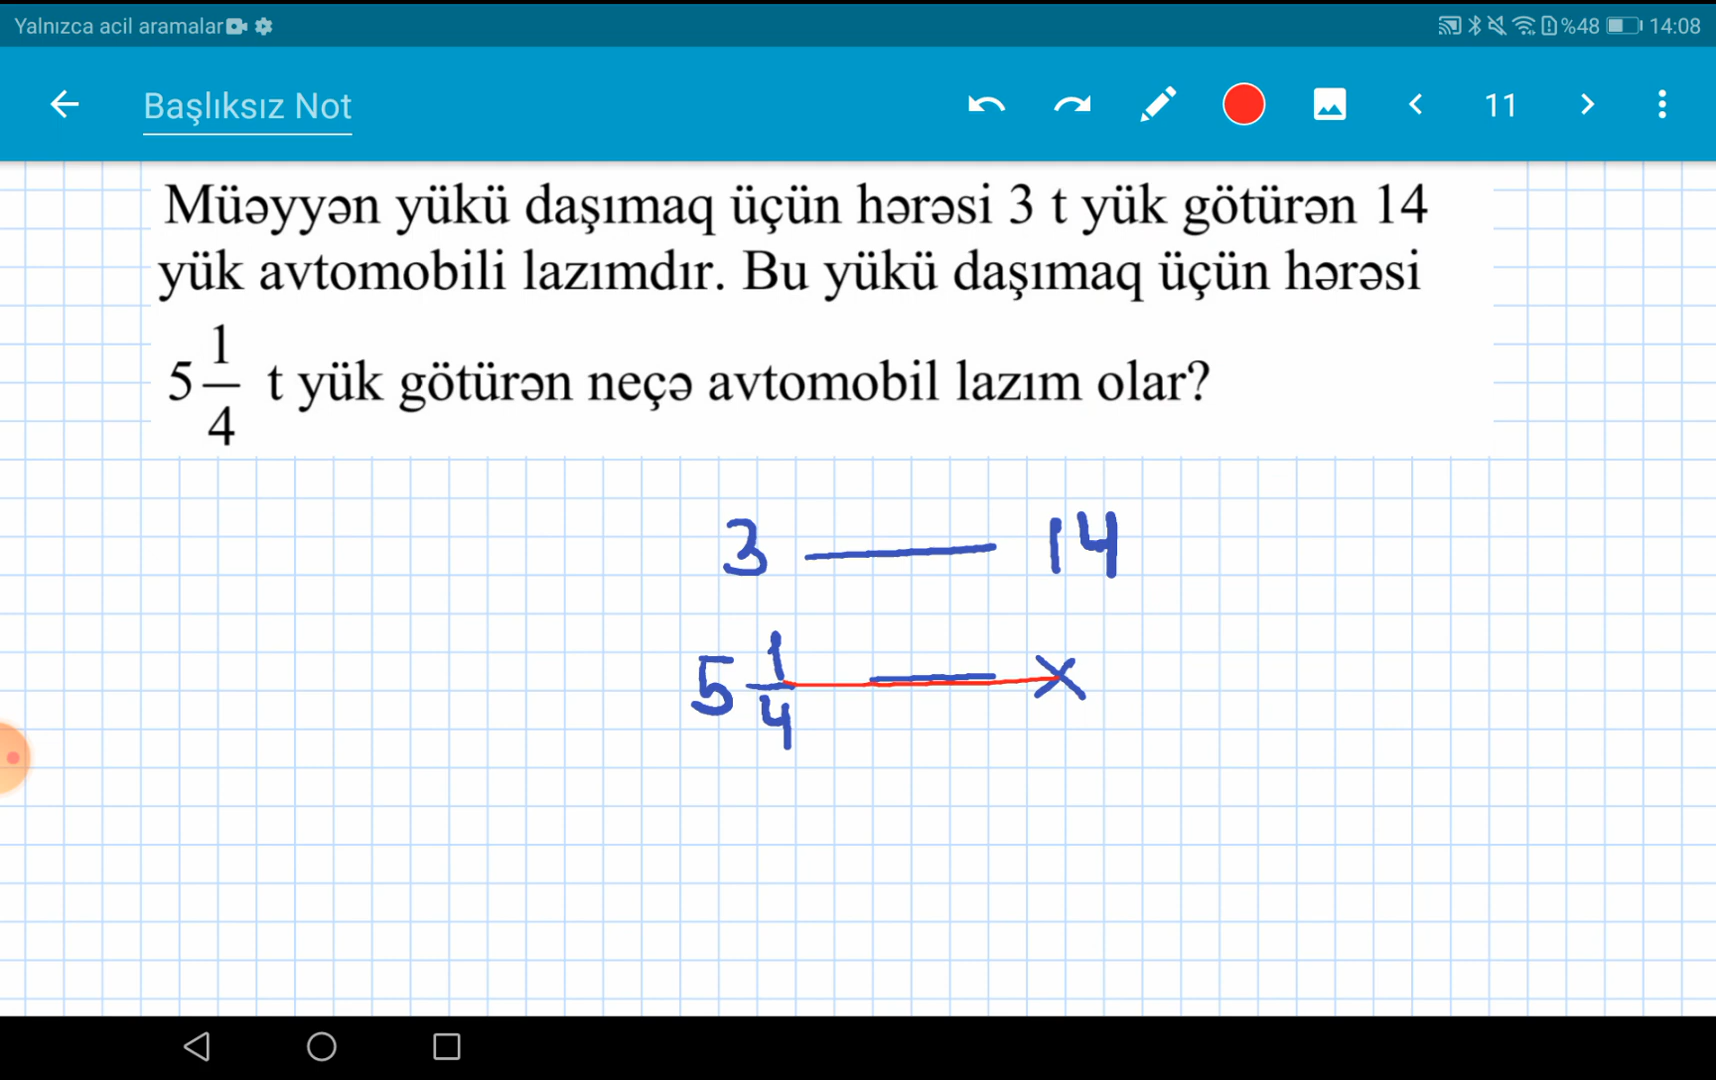 Yalnızca acil aramalar
%48 14:08
Başlıksız Not
11
Müəyyən yükü daşımaq üçün hərəsi 3 t yük götürən 14
yük avtomobili lazımdır. Bu yükü daşımaq üçün hərəsi
5 1/4 t yük götürən neçə avtomobil lazım olar?
3 — 14
5 1/4 — x